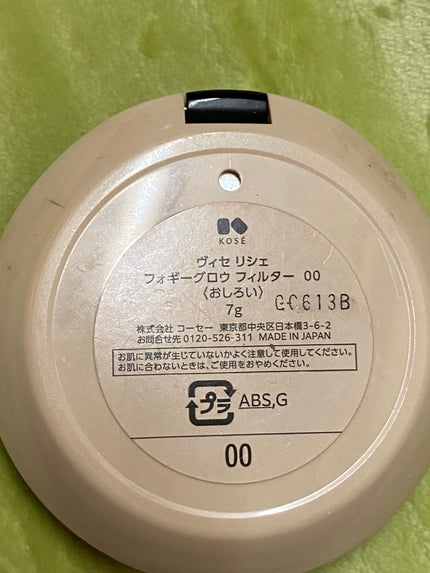 KOSÉ
ヴィセ リシェ
フォギーグロウ フィルター 00
〈おしろい〉
7g GC613B
株式会社 コーセー 東京都中央区日本橋3-6-2
お問合せ先 0120-526-311 MADE IN JAPAN
お肌に異常が生じていないかよく注意して使用してください。
お肌に合わないときは、ご使用をおやめください。
プラ ABS,G
00